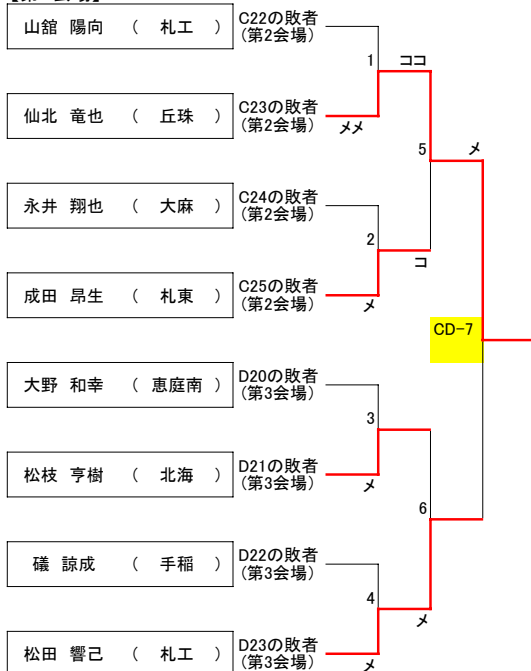 山舘 陽向 ( 札工 ) C22の敗者
(第2会場)
1 ココ
仙北 竜也 ( 丘珠 ) C23の敗者
(第2会場) メメ
5 メ
永井 翔也 ( 大麻 ) C24の敗者
(第2会場)
2
コ
成田 昂生 ( 札東 ) C25の敗者
(第2会場) メ
CD-7
大野 和幸 ( 恵庭南 ) D20の敗者
(第3会場)
3
松枝 亨樹 ( 北海 ) D21の敗者
(第3会場) メ
6
礒 諒成 ( 手稲 ) D22の敗者
(第3会場)
4
メ
松田 響己 ( 札工 ) D23の敗者
(第3会場) メ